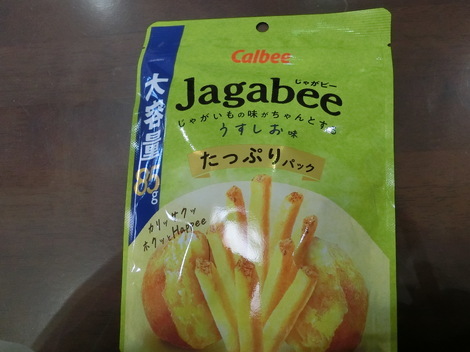 Calbee
じゃがビー
Jagabee
じゃがいもの味がちゃんとする
うすしお味
たっぷりパック
大容量
85g
カリッサクッ
ホクッとHappee